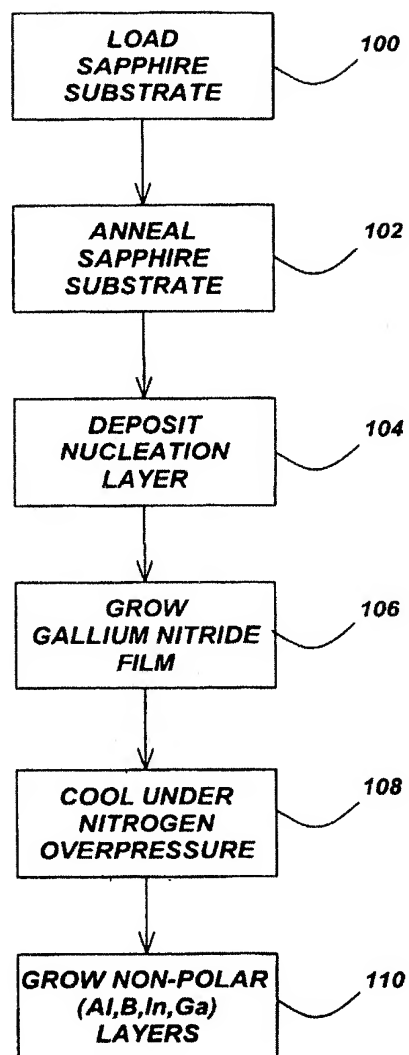 LOAD
SAPPHIRE
SUBSTRATE
100
ANNEAL
SAPPHIRE
SUBSTRATE
102
DEPOSIT
NUCLEATION
LAYER
104
GROW
GALLIUM NITRIDE
FILM
106
COOL UNDER
NITROGEN
OVERPRESSURE
108
GROW NON-POLAR
(Al,B,In,Ga)
LAYERS
110